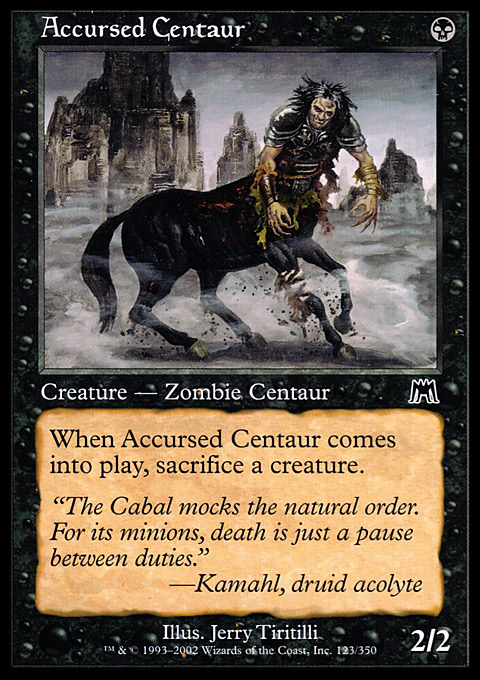 Accursed Centaur
Creature — Zombie Centaur
When Accursed Centaur comes
into play, sacrifice a creature.
“The Cabal mocks the natural order.
For its minions, death is just a pause
between duties.”
—Kamahl, druid acolyte
Illus. Jerry Tiritilli
™ & © 1993–2002 Wizards of the Coast, Inc. 123/350
2/2